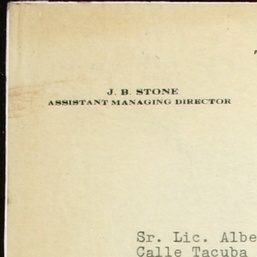 J. B. STONE
ASSISTANT MANAGING DIRECTOR
Sr. Lic. Albe
Calle Tacuba